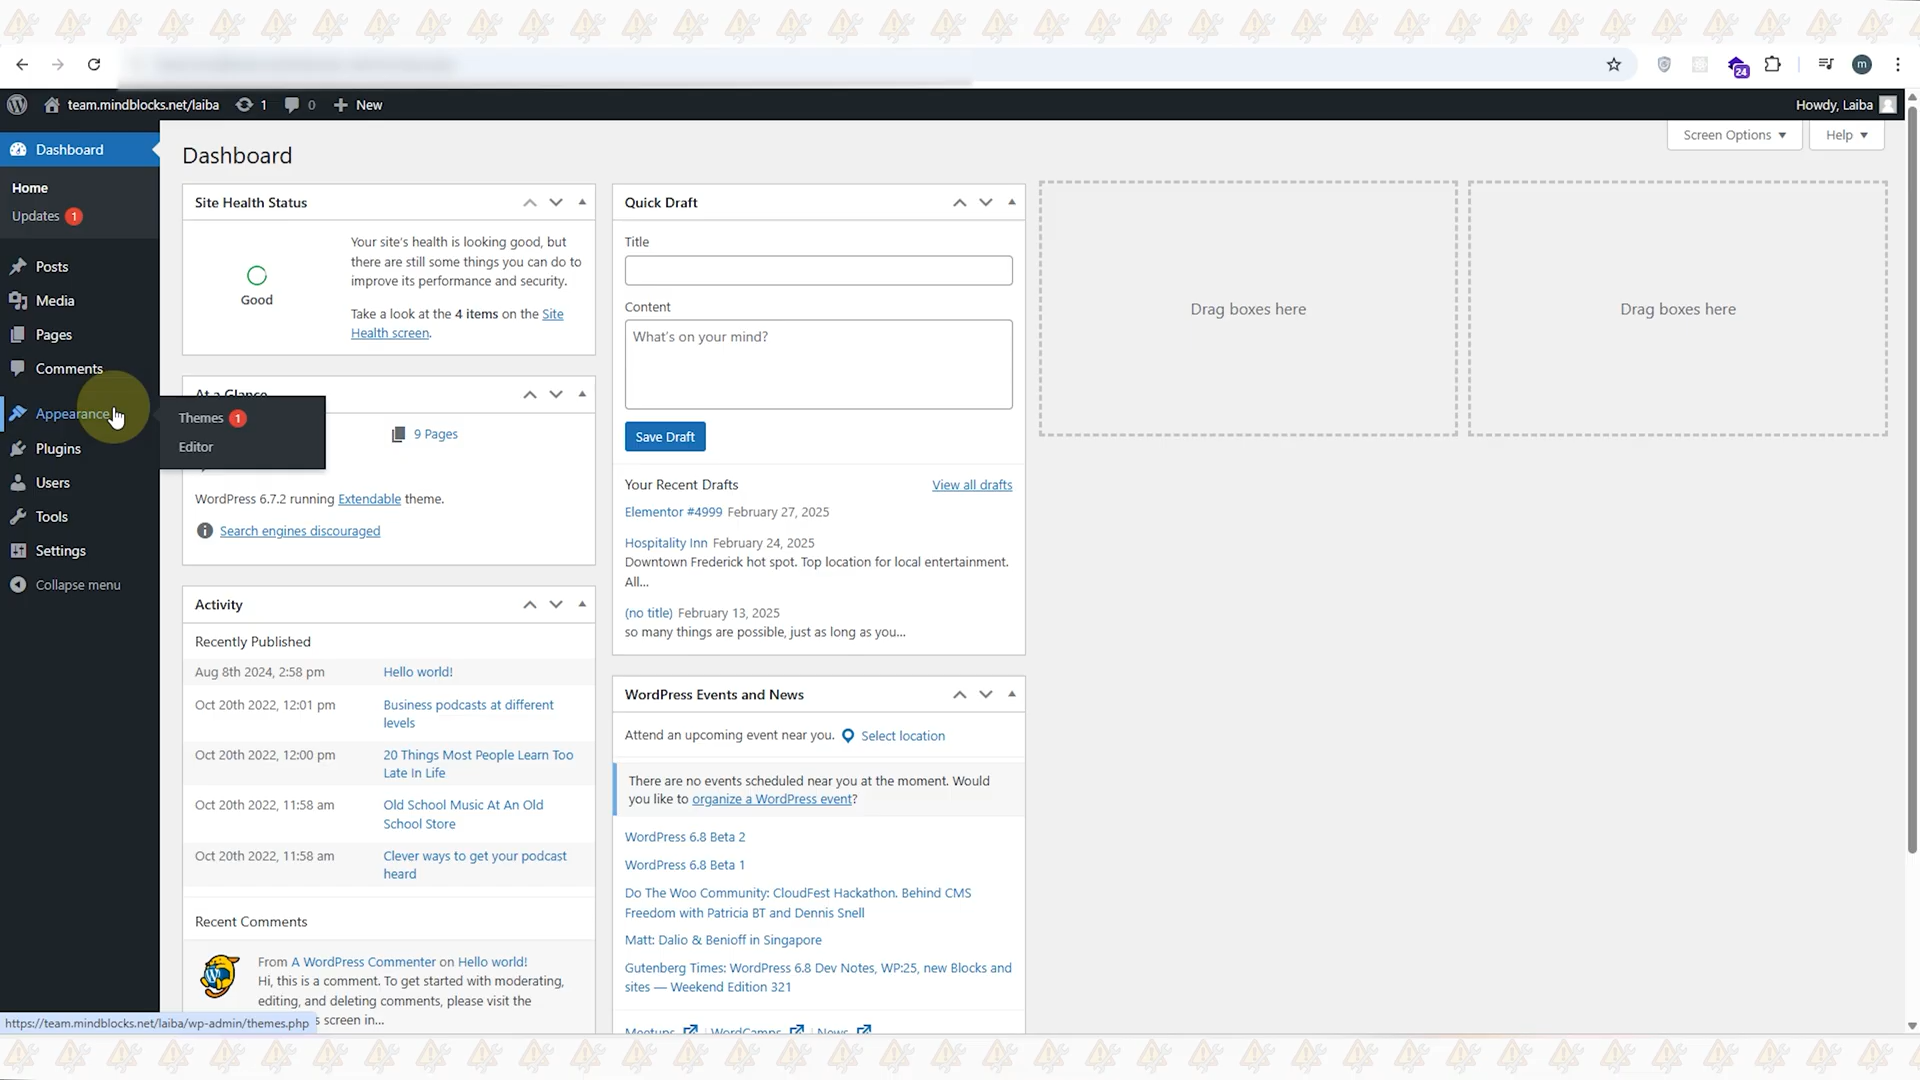 24
m
team.mindblocks.net/laiba
1
0
New
Howdy, Laiba
Dashboard
Home
Updates 1
Posts
Media
Pages
Comments
Appearance
Plugins
Users
Tools
Settings
Collapse menu
Themes 1
Editor
Dashboard
Screen Options
Help
Site Health Status
Good
Your site's health is looking good, but
there are still some things you can do to
improve its performance and security.
Take a look at the 4 items on the Site
Health screen.
At a Glance
9 Pages
WordPress 6.7.2 running Extendable theme.
Search engines discouraged
Activity
Recently Published
Aug 8th 2024, 2:58 pm Hello world!
Oct 20th 2022, 12:01 pm Business podcasts at different
levels
Oct 20th 2022, 12:00 pm 20 Things Most People Learn Too
Late In Life
Oct 20th 2022, 11:58 am Old School Music At An Old
School Store
Oct 20th 2022, 11:58 am Clever ways to get your podcast
heard
Recent Comments
From A WordPress Commenter on Hello world!
Hi, this is a comment. To get started with moderating,
editing, and deleting comments, please visit the
s screen in...
Quick Draft
Title
Content
What's on your mind?
Save Draft
Your Recent Drafts View all drafts
Elementor #4999 February 27, 2025
Hospitality Inn February 24, 2025
Downtown Frederick hot spot. Top location for local entertainment.
All...
(no title) February 13, 2025
so many things are possible, just as long as you...
WordPress Events and News
Attend an upcoming event near you. Select location
There are no events scheduled near you at the moment. Would
you like to organize a WordPress event?
WordPress 6.8 Beta 2
WordPress 6.8 Beta 1
Do The Woo Community: CloudFest Hackathon. Behind CMS
Freedom with Patricia BT and Dennis Snell
Matt: Dalio & Benioff in Singapore
Gutenberg Times: WordPress 6.8 Dev Notes, WP:25, new Blocks and
sites — Weekend Edition 321
Meetups | WordCamps | News
Drag boxes here
Drag boxes here
https://team.mindblocks.net/laiba/wp-admin/themes.php